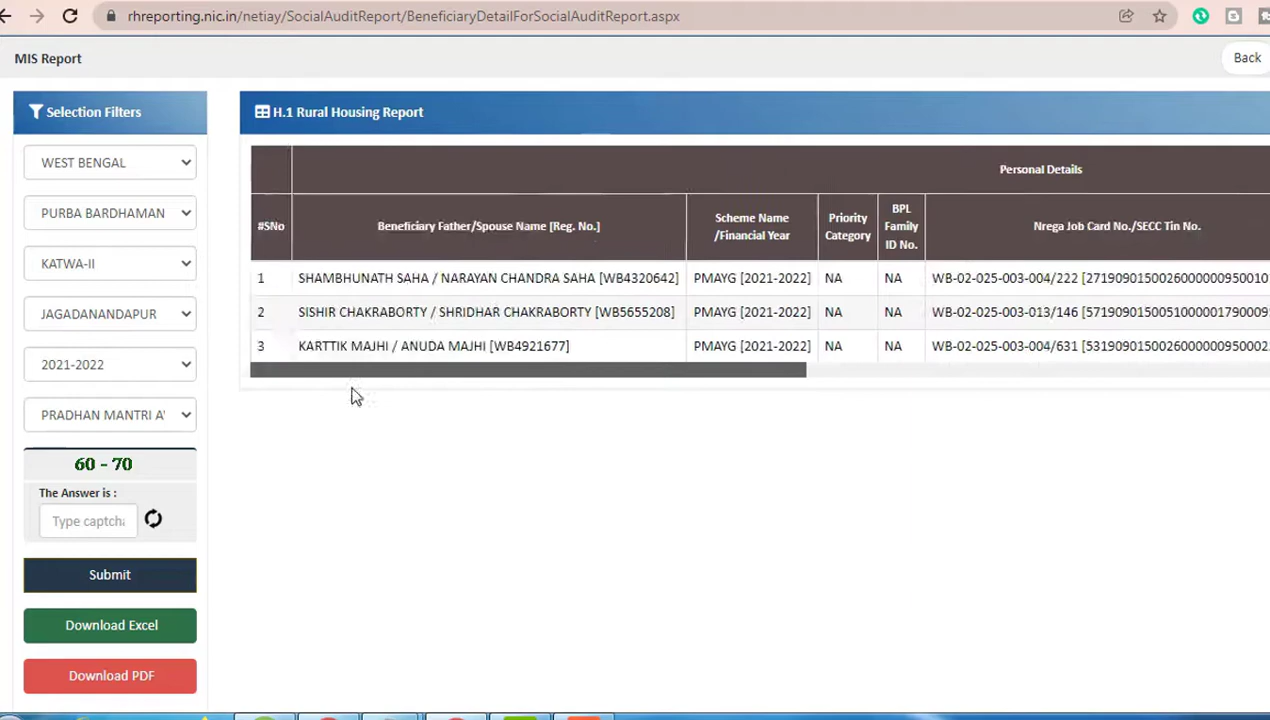 rhreporting.nic.in/netiay/SocialAuditReport/BeneficiaryDetailForSocialAuditReport.aspx
MIS Report
Back
Selection Filters
WEST BENGAL
PURBA BARDHAMAN
KATWA-II
JAGADANANDAPUR
2021-2022
PRADHAN MANTRI A
60 - 70
The Answer is :
Type captcha
Submit
Download Excel
Download PDF
H.1 Rural Housing Report
Personal Details
#SNo Beneficiary Father/Spouse Name [Reg. No.] Scheme Name /Financial Year Priority Category BPL Family ID No. Nrega Job Card No./SECC Tin No.
1 SHAMBHUNATH SAHA / NARAYAN CHANDRA SAHA [WB4320642] PMAYG [2021-2022] NA NA WB-02-025-003-004/222 [2719090150026000000950010
2 SISHIR CHAKRABORTY / SHRIDHAR CHAKRABORTY [WB5655208] PMAYG [2021-2022] NA NA WB-02-025-003-013/146 [5719090150051000001790009
3 KARTTIK MAJHI / ANUDA MAJHI [WB4921677] PMAYG [2021-2022] NA NA WB-02-025-003-004/631 [5319090150026000000950002